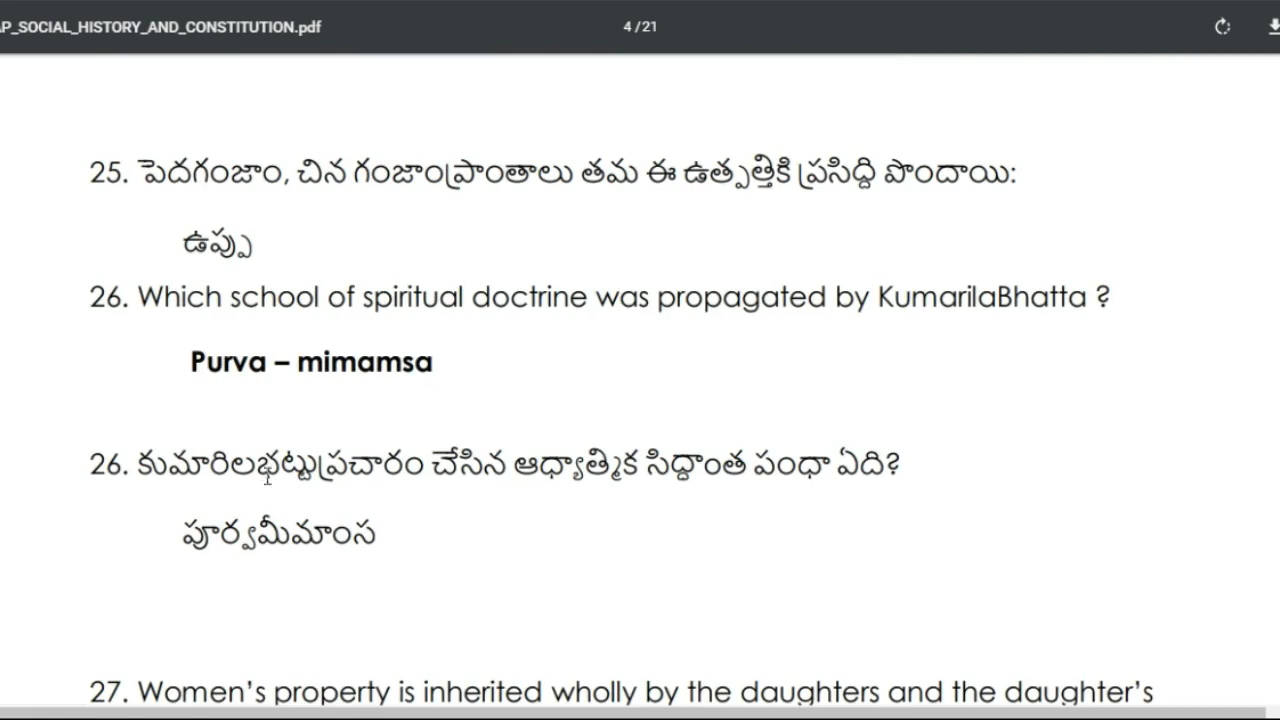 AP_SOCIAL_HISTORY_AND_CONSTITUTION.pdf
4 / 21
25. పెదగంజాం, చిన గంజాంప్రాంతాలు తమ ఈ ఉత్పత్తికి ప్రసిద్ది పొందాయి:
ఉప్పు
26. Which school of spiritual doctrine was propagated by KumarilaBhatta ?
Purva – mimamsa
26. కుమారిలభట్టుప్రచారం చేసిన ఆధ్యాత్మిక సిద్ధాంత పంధా ఏది?
పూర్వమీమాంస
27. Women’s property is inherited wholly by the daughters and the daughter’s